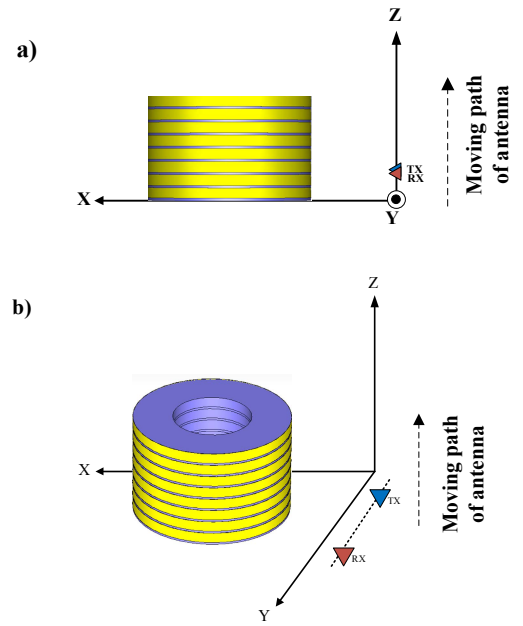 a)
Z
TX
RX
X
Y
Moving path
of antenna
b)
Z
X
TX
RX
Y
Moving path
of antenna